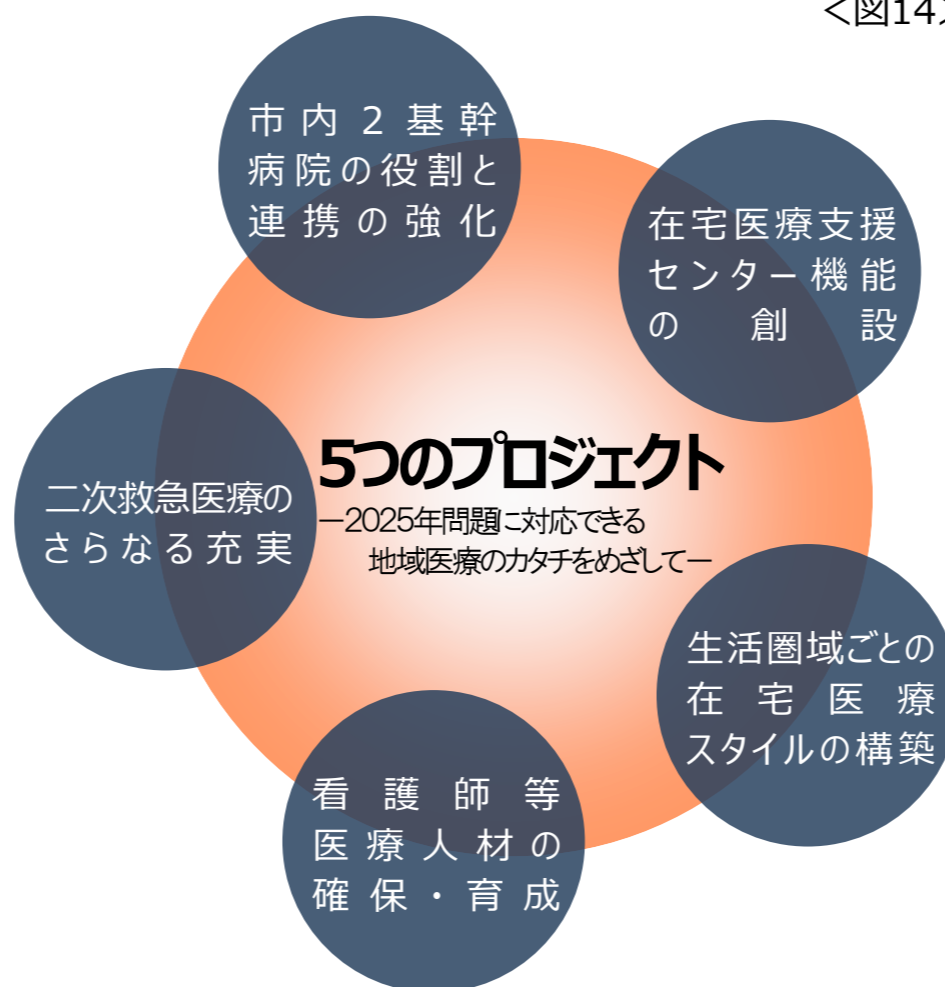 <図14>
市内2基幹
病院の役割と
連携の強化
在宅医療支援
センター機能
の創設
5つのプロジェクト
―2025年問題に対応できる
地域医療のカタチをめざして―
二次救急医療の
さらなる充実
生活圏域ごとの
在宅医療
スタイルの構築
看護師等
医療人材の
確保・育成